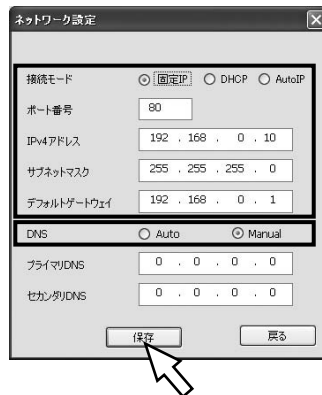 ネットワーク設定
接続モード 固定IP DHCP AutoIP
ポート番号 80
IPv4アドレス 192 . 168 . 0 . 10
サブネットマスク 255 . 255 . 255 . 0
デフォルトゲートウェイ 192 . 168 . 0 . 1
DNS Auto Manual
プライマリDNS 0 . 0 . 0 . 0
セカンダリDNS 0 . 0 . 0 . 0
保存 戻る